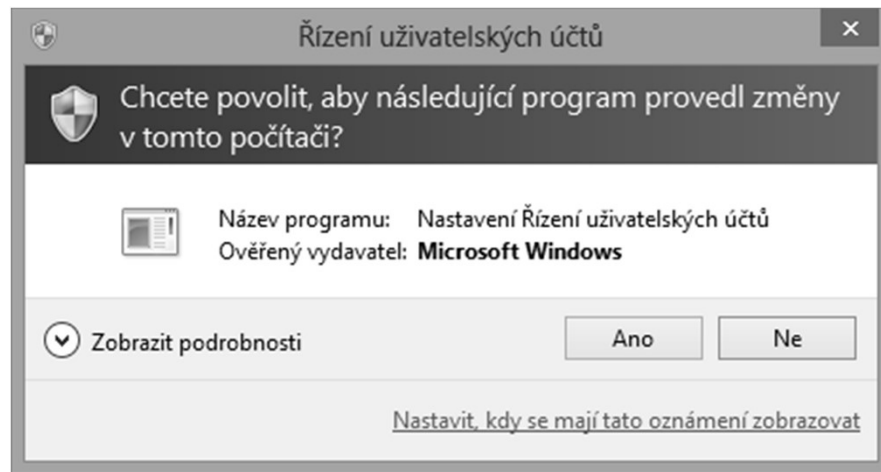 Řízení uživatelských účtů
Chcete povolit, aby následující program provedl změny
v tomto počítači?
Název programu: Nastavení Řízení uživatelských účtů
Ověřený vydavatel: Microsoft Windows
Zobrazit podrobnosti
Ano
Ne
Nastavit, kdy se mají tato oznámení zobrazovat